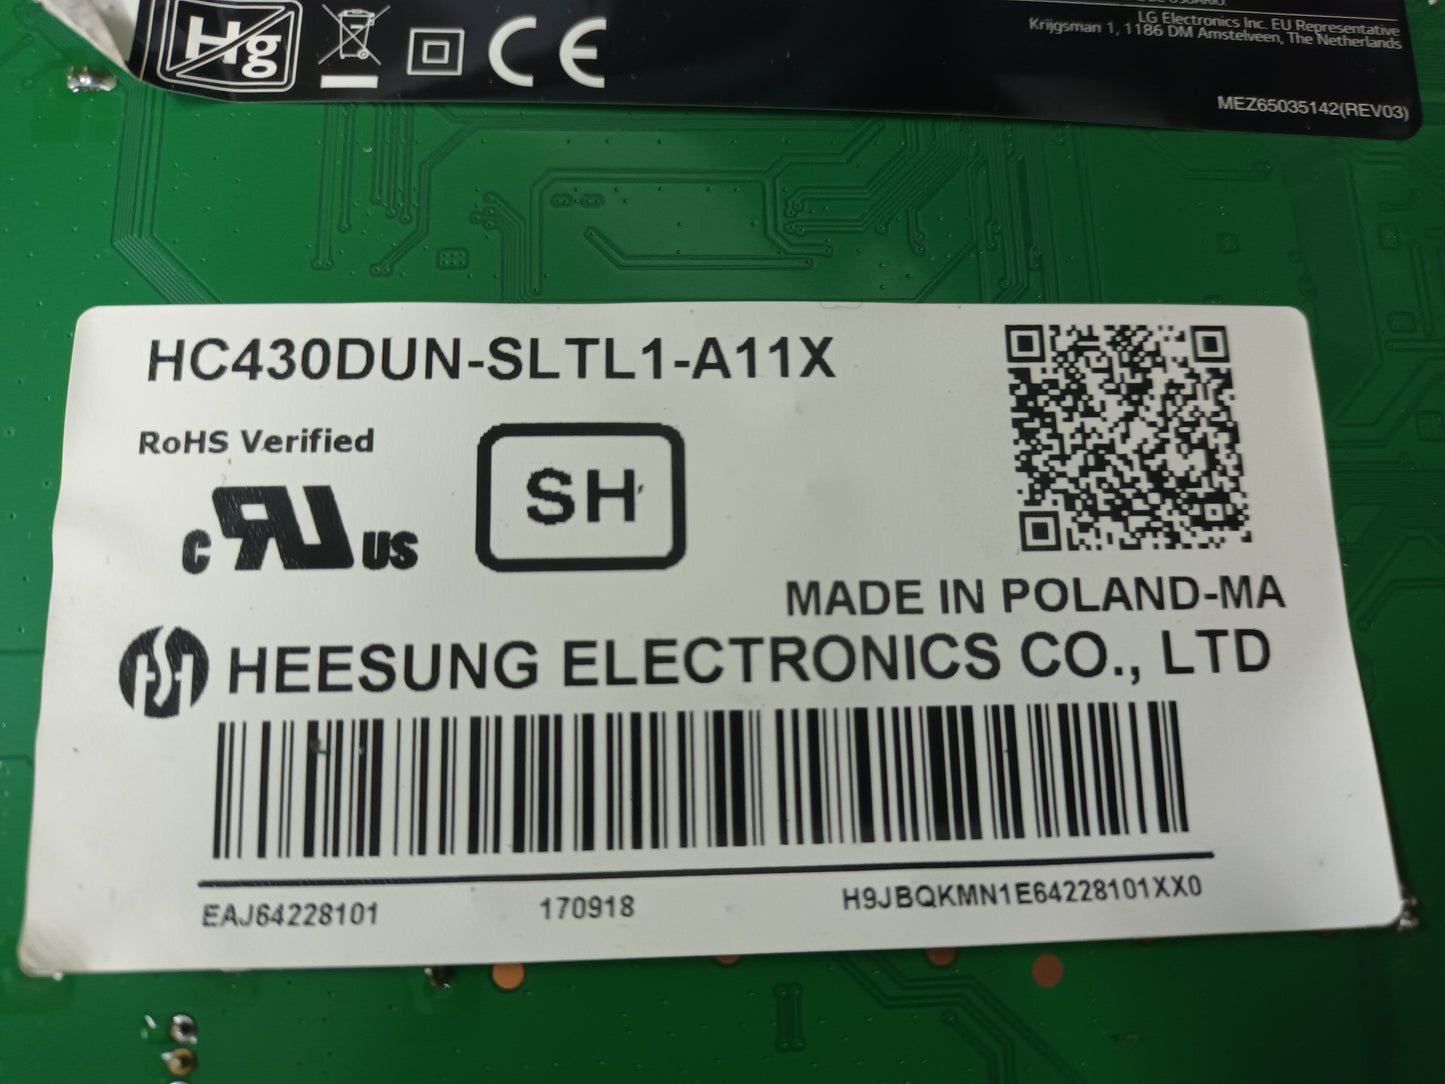 Hg
CE
LG Electronics Inc. EU Representative
Krijgsman 1, 1186 DM Amstelveen, The Netherlands
MEZ65035142(REV03)
HC430DUN-SLTL1-A11X
RoHS Verified
SH
c RU US
MADE IN POLAND-MA
HEESUNG ELECTRONICS CO., LTD
EAJ64228101 170918 H9JBQKMN1E64228101XX0